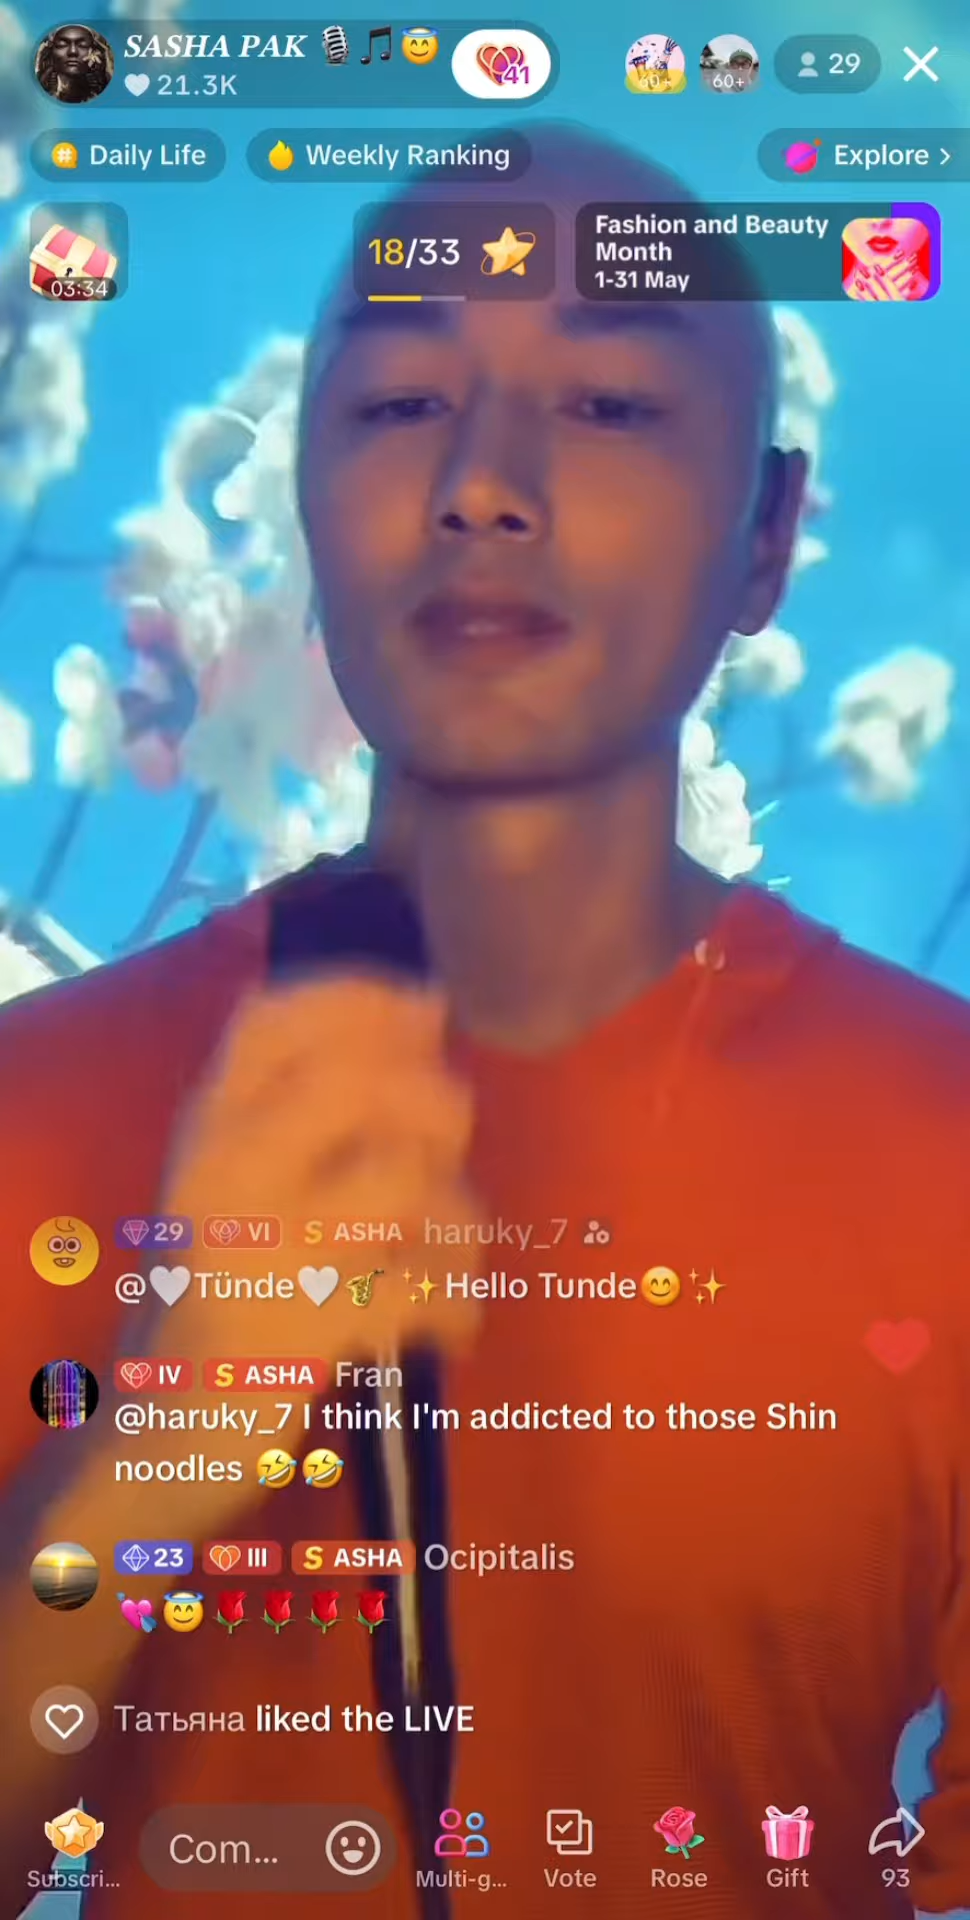 SASHA PAK 🎙️🎵😇
21.3K
41
60+
60+
29
Daily Life
Weekly Ranking
Explore >
03:34
18/33
Fashion and Beauty
Month
1-31 May
29 VI S ASHA haruky_7
@🤍Tünde🤍🎷 ✨Hello Tunde😊✨
IV S ASHA Fran
@haruky_7 I think I'm addicted to those Shin
noodles 🤣🤣
23 III S ASHA Ocipitalis
💘😇🌹🌹🌹🌹
Татьяна liked the LIVE
Com...
Subscri...
Multi-g...
Vote
Rose
Gift
93